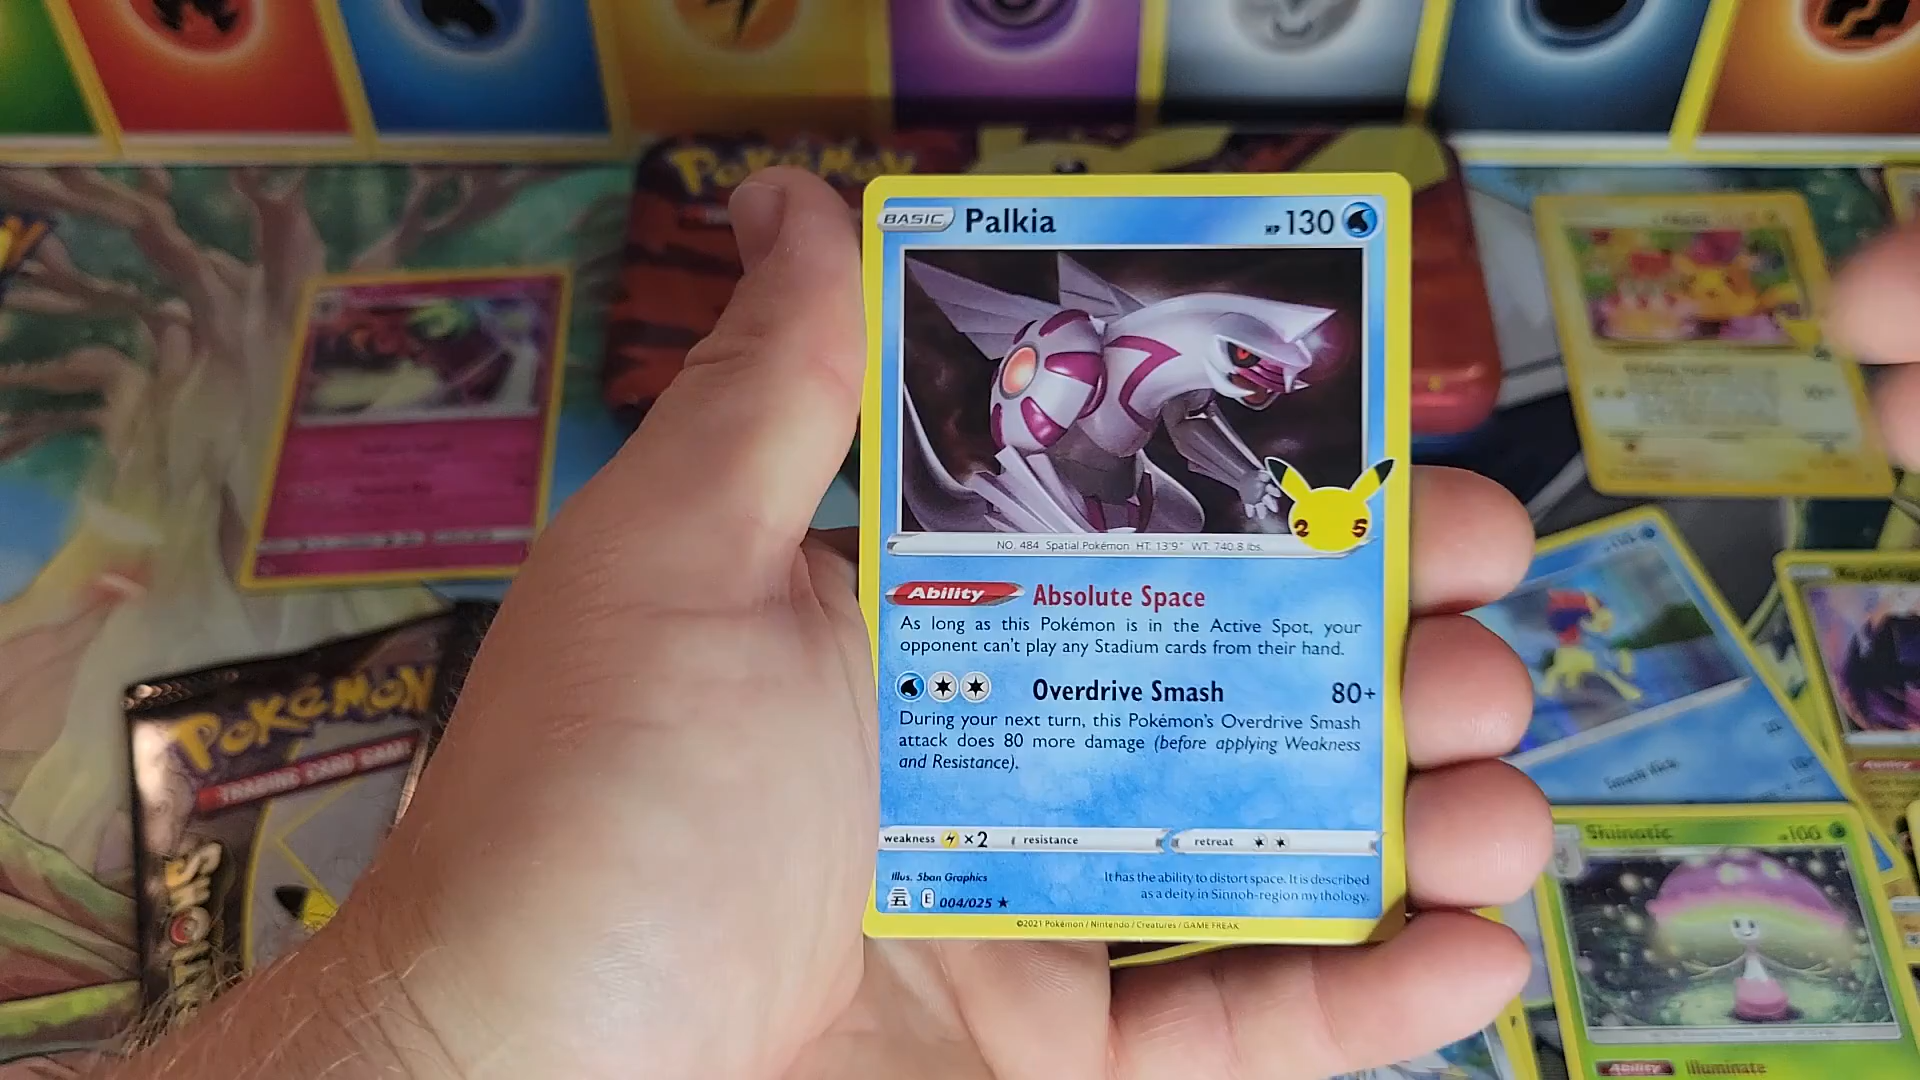 POKéMON
BASIC Palkia HP 130
2 5
NO. 484 Spatial Pokémon HT: 13'9" WT: 740.8 lbs.
Ability Absolute Space
As long as this Pokémon is in the Active Spot, your
opponent can't play any Stadium cards from their hand.
Overdrive Smash 80+
During your next turn, this Pokémon's Overdrive Smash
attack does 80 more damage (before applying Weakness
and Resistance).
weakness ×2 resistance retreat
Illus. 5ban Graphics
It has the ability to distort space. It is described
as a deity in Sinnoh-region mythology.
E 004/025 ★
©2021 Pokémon / Nintendo / Creatures / GAME FREAK
POKéMON
TRADING CARD GAME
Ability
Shiinotic HP 100
Ability Illuminate